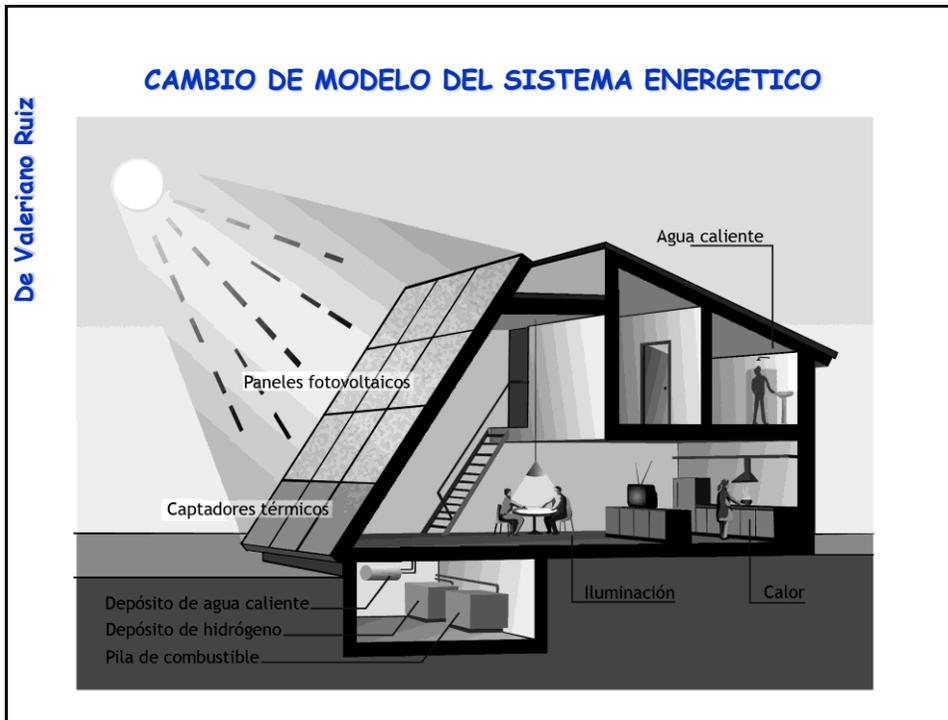 CAMBIO DE MODELO DEL SISTEMA ENERGETICO
De Valeriano Ruiz
Agua caliente
Paneles fotovoltaicos
Captadores térmicos
Iluminación
Calor
Depósito de agua caliente
Depósito de hidrógeno
Pila de combustible